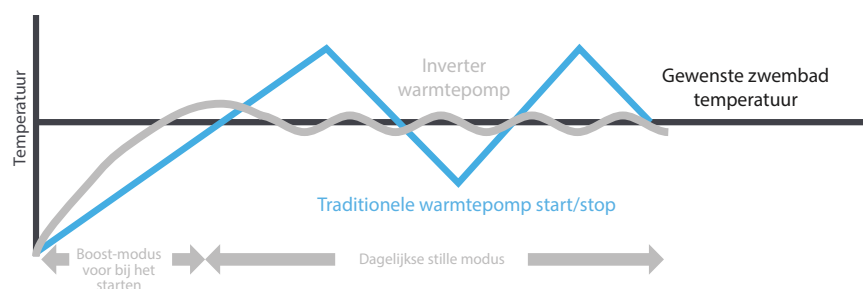 Temperatuur
Inverter
warmtepomp
Gewenste zwembad
temperatuur
Traditionele warmtepomp start/stop
Boost-modus
voor bij het
starten
Dagelijkse stille modus